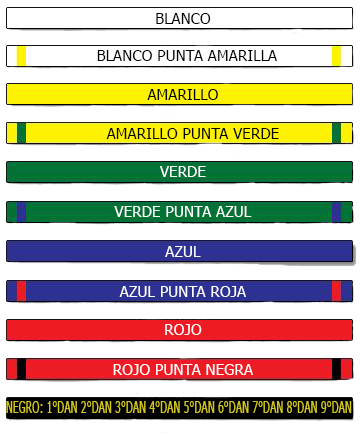 BLANCO
BLANCO PUNTA AMARILLA
AMARILLO
AMARILLO PUNTA VERDE
VERDE
VERDE PUNTA AZUL
AZUL
AZUL PUNTA ROJA
ROJO
ROJO PUNTA NEGRA
NEGRO: 1ºDAN 2ºDAN 3ºDAN 4ºDAN 5ºDAN 6ºDAN 7ºDAN 8ºDAN 9ºDAN